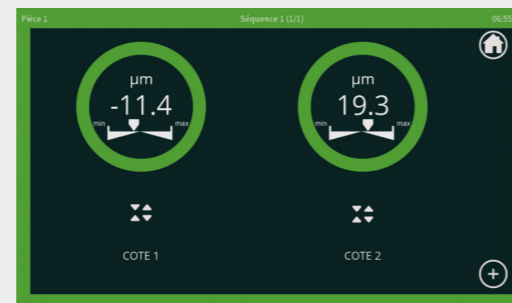 Pièce 1 Séquence 1 (1/1) 06:55
µm
-11.4
min max
µm
19.3
min max
COTE 1
COTE 2